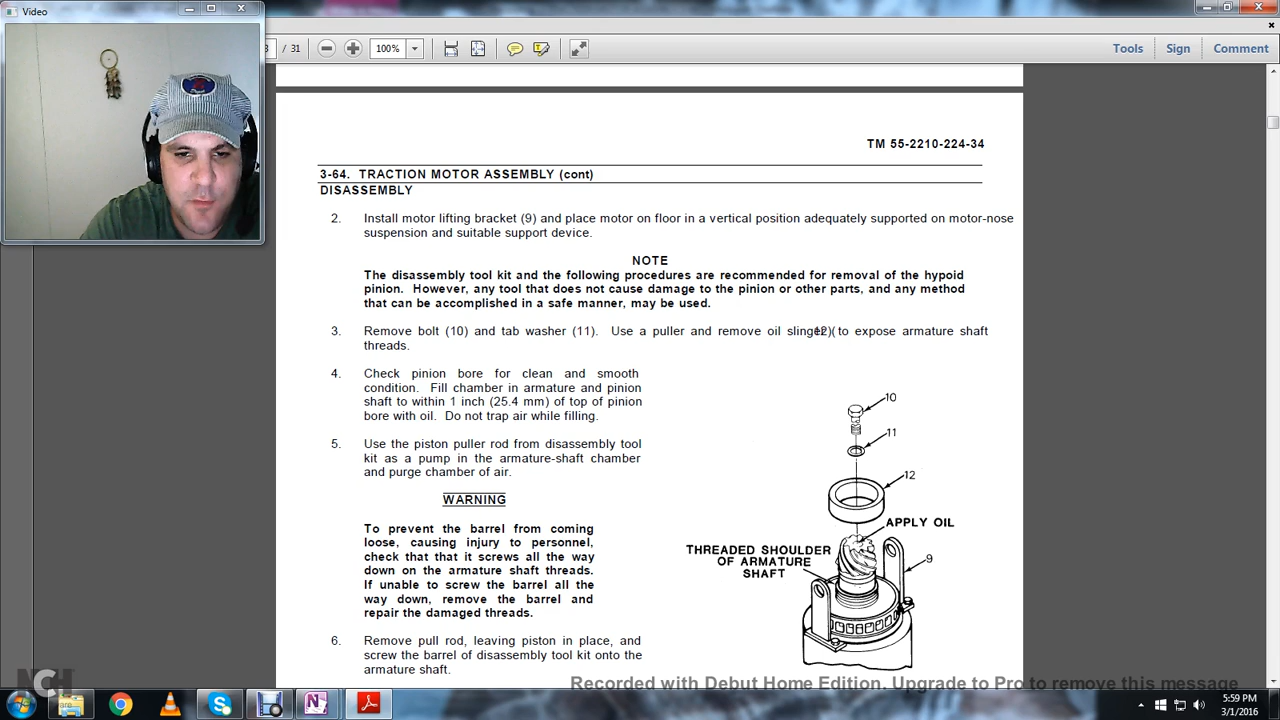 Video
3 / 31
100%
Tools
Sign
Comment
TM 55-2210-224-34
3-64. TRACTION MOTOR ASSEMBLY (cont)
DISASSEMBLY
2. Install motor lifting bracket (9) and place motor on floor in a vertical position adequately supported on motor-nose
suspension and suitable support device.
NOTE
The disassembly tool kit and the following procedures are recommended for removal of the hypoid
pinion. However, any tool that does not cause damage to the pinion or other parts, and any method
that can be accomplished in a safe manner, may be used.
3. Remove bolt (10) and tab washer (11). Use a puller and remove oil slinger (12) to expose armature shaft
threads.
4. Check pinion bore for clean and smooth
condition. Fill chamber in armature and pinion
shaft to within 1 inch (25.4 mm) of top of pinion
bore with oil. Do not trap air while filling.
5. Use the piston puller rod from disassembly tool
kit as a pump in the armature-shaft chamber
and purge chamber of air.
WARNING
To prevent the barrel from coming
loose, causing injury to personnel,
check that that it screws all the way
down on the armature shaft threads.
If unable to screw the barrel all the
way down, remove the barrel and
repair the damaged threads.
6. Remove pull rod, leaving piston in place, and
screw the barrel of disassembly tool kit onto the
armature shaft.
10
11
12
APPLY OIL
THREADED SHOULDER
OF ARMATURE
SHAFT
9
NCH
Recorded with Debut Home Edition. Upgrade to Pro to remove this message
5:59 PM
3/1/2016